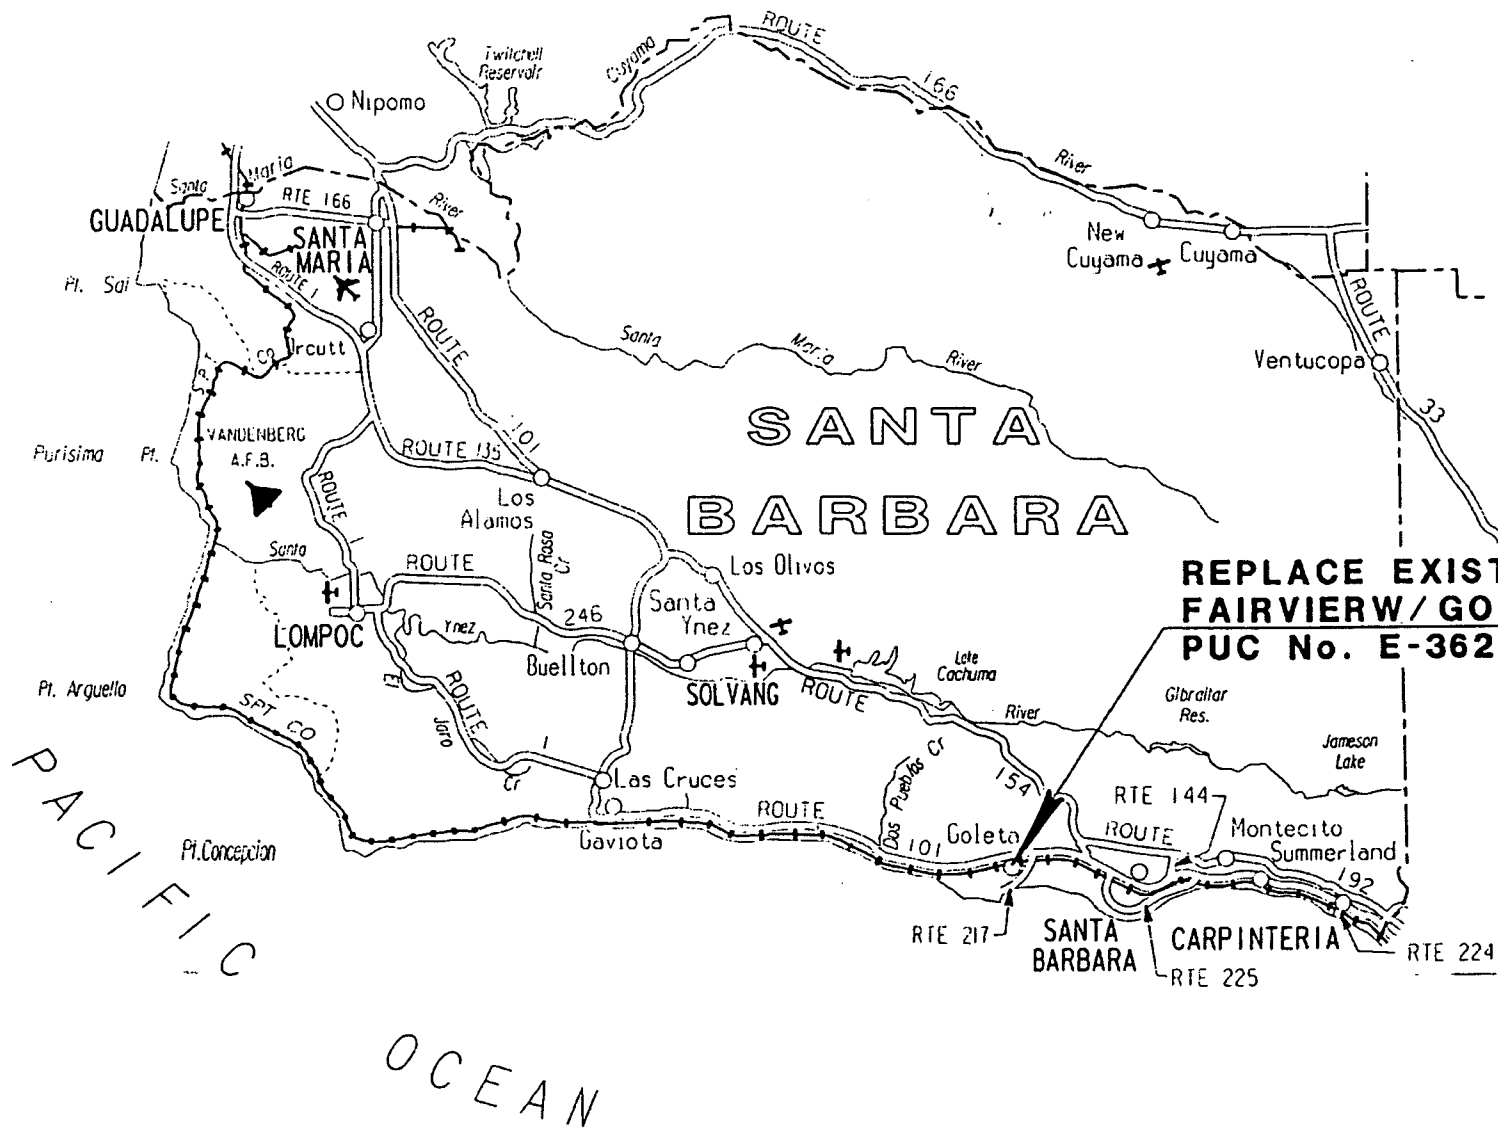 ROUTE
166
Twitchell
Reservoir
Cuyama
Nipomo
River
Santa
Maria
RTE 166
River
GUADALUPE
SANTA
MARIA
New
Cuyama
Cuyama
Pt. Sal
ROUTE 1
ROUTE
ROUTE
Santa
Maria
River
Ventucopa
S.P.
CO
Orcutt
33
SANTA
101
VANDENBERG
A.F.B.
ROUTE 135
Purisima Pt.
ROUTE
1
Los
Alamos
BARBARA
Santa
ROUTE
Santa Rosa
Cr
Los Olivos
REPLACE EXIST
FAIRVIERW/GO
PUC No. E-362
246
Santa
Ynez
LOMPOC
Ynez
Buellton
SOLVANG
Lake
Cachuma
ROUTE
Pt. Arguello
El
Jaro
Cr
ROUTE
1
SPT CO
River
Gibraltar
Res.
Jameson
Lake
Dos Pueblos Cr
154
Las Cruces
RTE 144
PACIFIC
ROUTE
101
Goleta
ROUTE
Montecito
Summerland
Gaviota
Pt.Concepcion
192
RTE 217
SANTA
BARBARA
CARPINTERIA
RTE 224
RTE 225
OCEAN